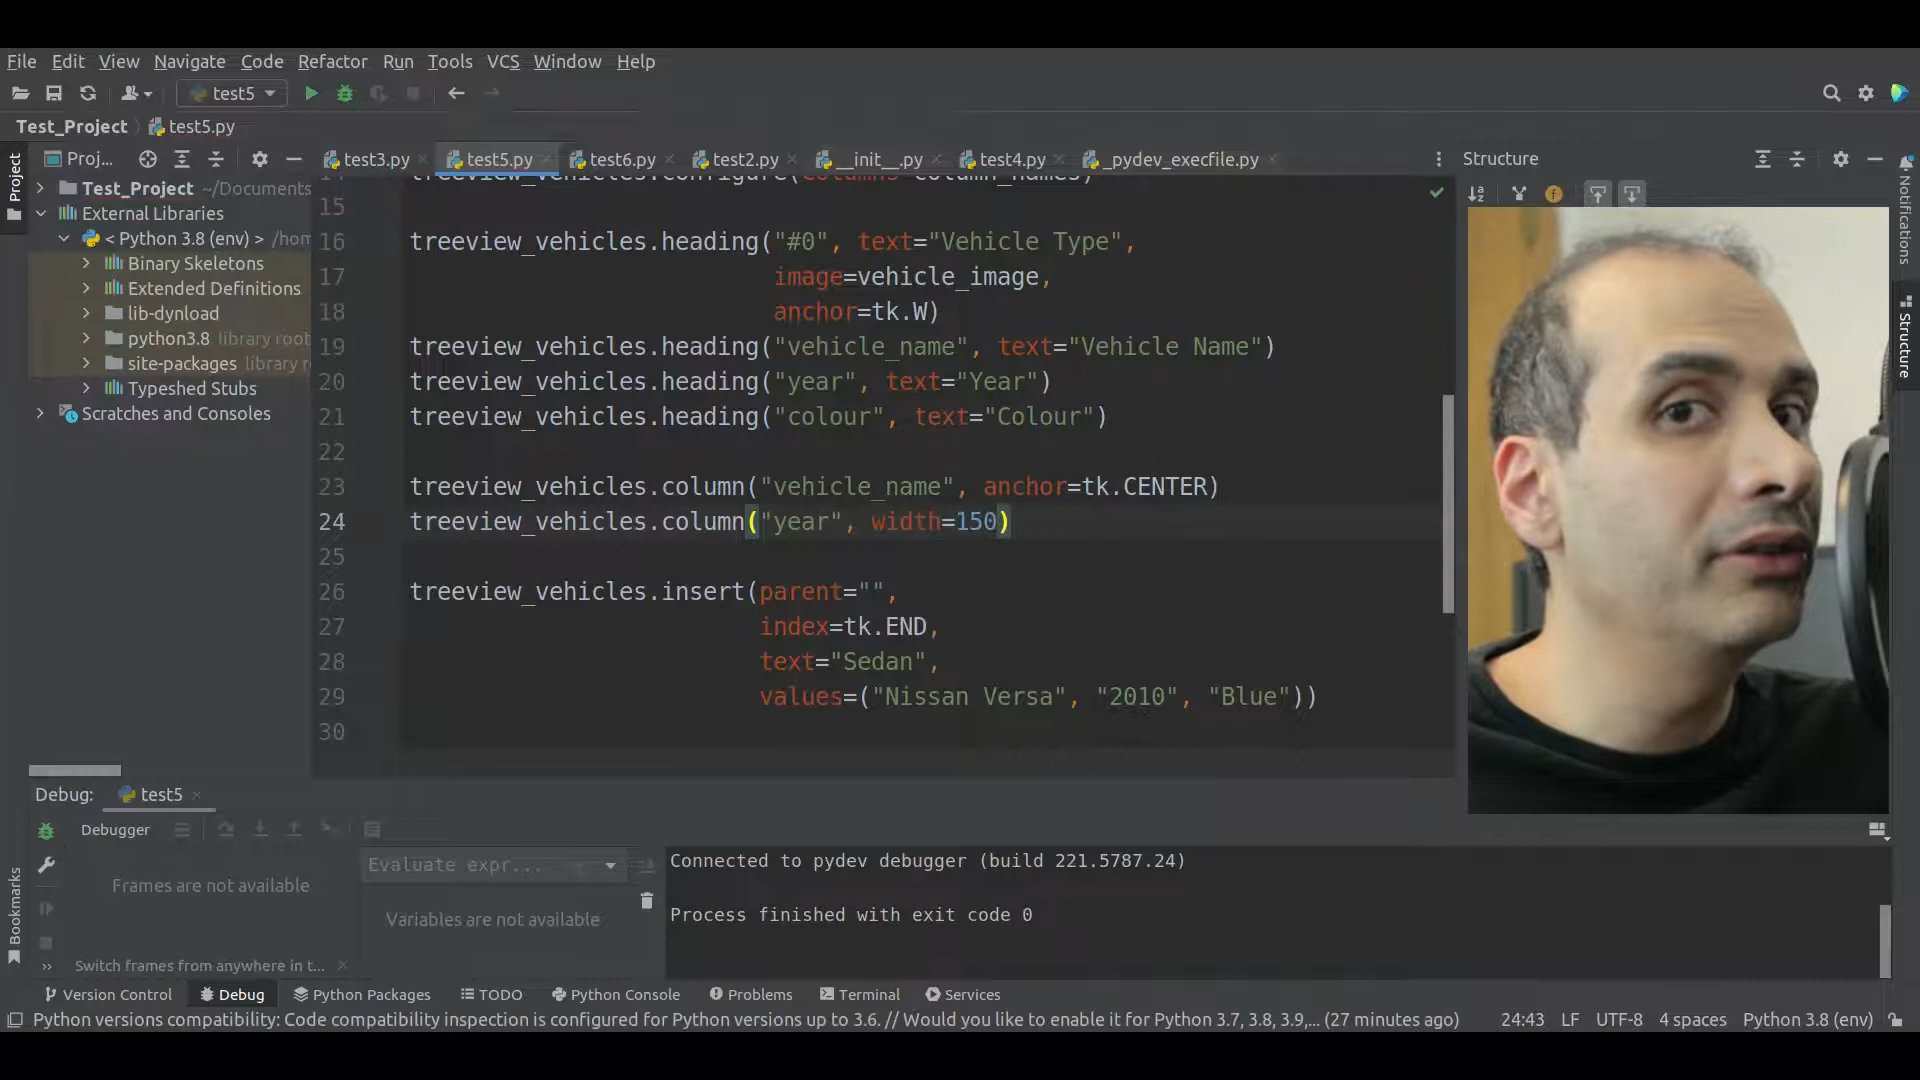 File Edit View Navigate Code Refactor Run Tools VCS Window Help
test5
Test_Project test5.py
Project
Proj...
test3.py test5.py test6.py test2.py __init__.py test4.py _pydev_execfile.py
Structure
Notifications
Structure
Test_Project ~/Documents
External Libraries
< Python 3.8 (env) > /hom
Binary Skeletons
Extended Definitions
lib-dynload
python3.8 library root
site-packages library r
Typeshed Stubs
Scratches and Consoles
15
16 treeview_vehicles.heading("#0", text="Vehicle Type",
17 image=vehicle_image,
18 anchor=tk.W)
19 treeview_vehicles.heading("vehicle_name", text="Vehicle Name")
20 treeview_vehicles.heading("year", text="Year")
21 treeview_vehicles.heading("colour", text="Colour")
22
23 treeview_vehicles.column("vehicle_name", anchor=tk.CENTER)
24 treeview_vehicles.column("year", width=150)
25
26 treeview_vehicles.insert(parent="",
27 index=tk.END,
28 text="Sedan",
29 values=("Nissan Versa", "2010", "Blue"))
30
Debug: test5
Debugger
Evaluate expr...
Frames are not available
Variables are not available
Switch frames from anywhere in t...
Connected to pydev debugger (build 221.5787.24)
Process finished with exit code 0
Bookmarks
Version Control Debug Python Packages TODO Python Console Problems Terminal Services
Python versions compatibility: Code compatibility inspection is configured for Python versions up to 3.6. // Would you like to enable it for Python 3.7, 3.8, 3.9,... (27 minutes ago) 24:43 LF UTF-8 4 spaces Python 3.8 (env)